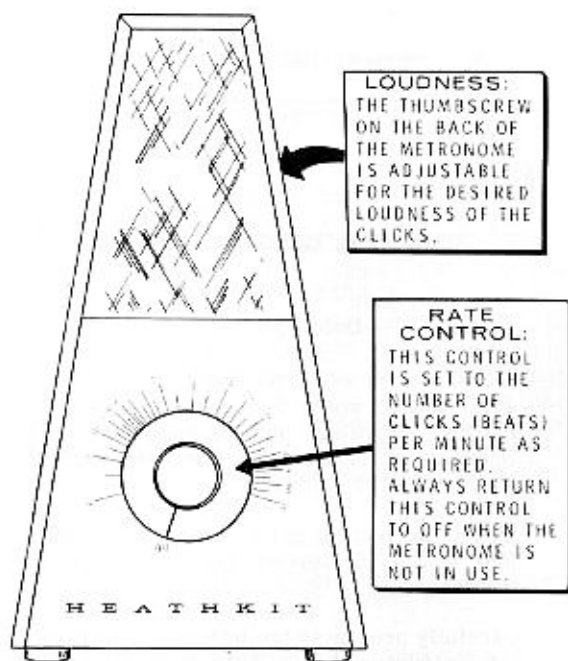 LOUDNESS:
THE THUMBSCREW
ON THE BACK OF
THE METRONOME
IS ADJUSTABLE
FOR THE DESIRED
LOUDNESS OF THE
CLICKS.
RATE
CONTROL:
THIS CONTROL
IS SET TO THE
NUMBER OF
CLICKS (BEATS)
PER MINUTE AS
REQUIRED.
ALWAYS RETURN
THIS CONTROL
TO OFF WHEN THE
METRONOME IS
NOT IN USE.
HEATHKIT